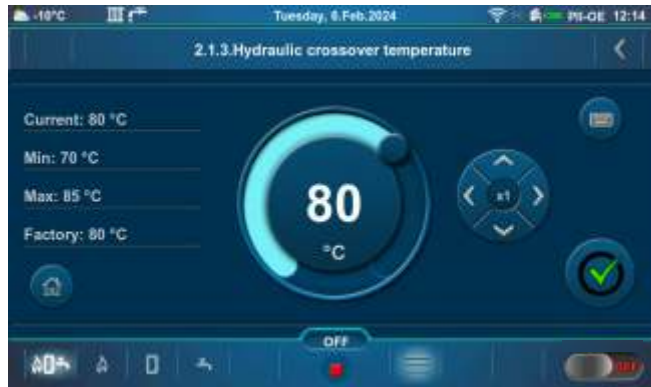 -10°C
Tuesday, 6.Feb.2024
PII-OE 12:14
2.1.3.Hydraulic crossover temperature
Current: 80 °C
Min: 70 °C
Max: 85 °C
Factory: 80 °C
80
°C
x1
OFF
OFF